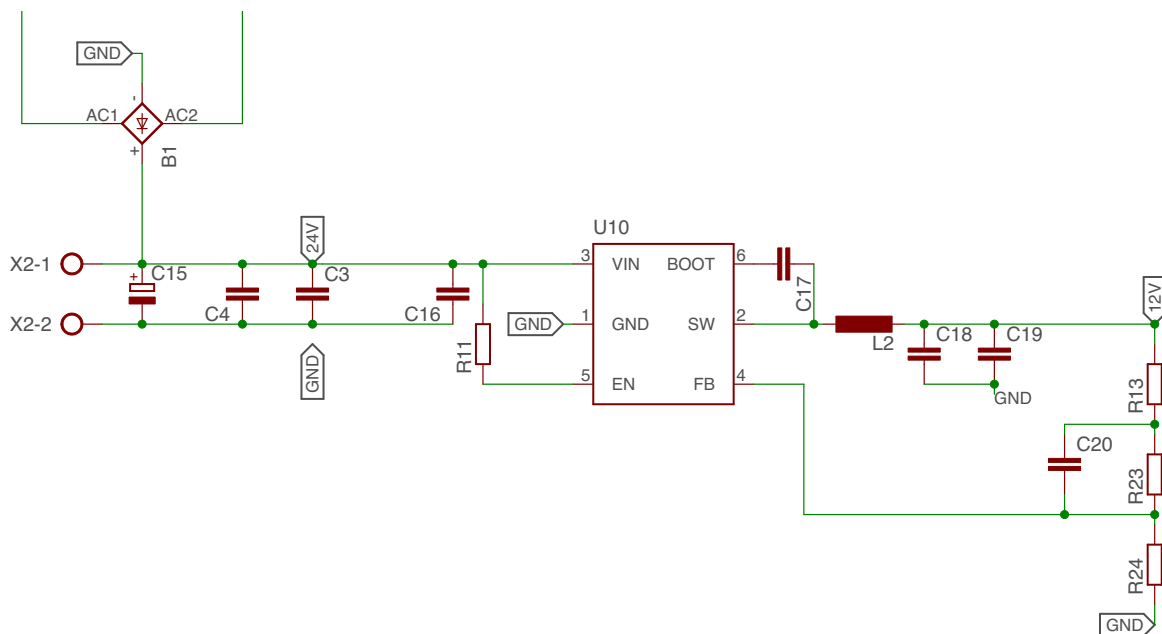 GND
-
AC1
AC2
+
B1
24V
X2-1
+
C15
C3
C4
C16
X2-2
GND
R11
GND
U10
3
VIN
BOOT
6
1
GND
SW
2
5
EN
FB
4
C17
L2
C18
C19
GND
12V
R13
C20
R23
R24
GND